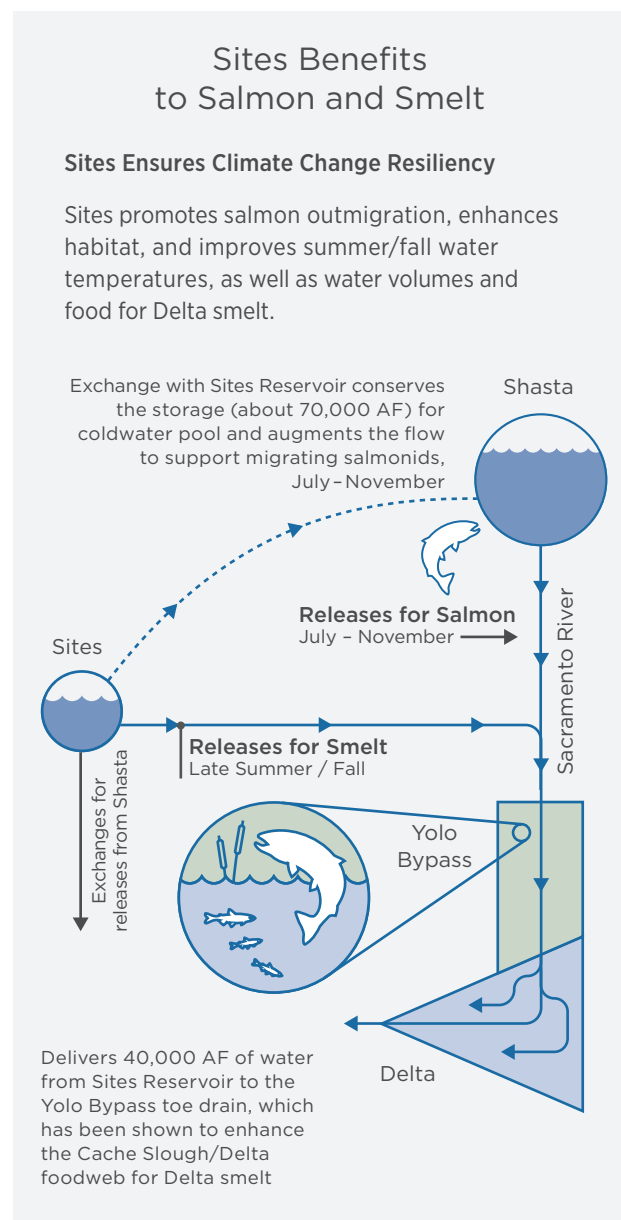 Sites Benefits
to Salmon and Smelt
Sites Ensures Climate Change Resiliency
Sites promotes salmon outmigration, enhances
habitat, and improves summer/fall water
temperatures, as well as water volumes and
food for Delta smelt.
Exchange with Sites Reservoir conserves
the storage (about 70,000 AF) for
coldwater pool and augments the flow
to support migrating salmonids,
July – November
Shasta
Releases for Salmon
July – November
Sacramento River
Sites
Releases for Smelt
Late Summer / Fall
Exchanges for
releases from Shasta
Yolo
Bypass
Delta
Delivers 40,000 AF of water
from Sites Reservoir to the
Yolo Bypass toe drain, which
has been shown to enhance
the Cache Slough/Delta
foodweb for Delta smelt